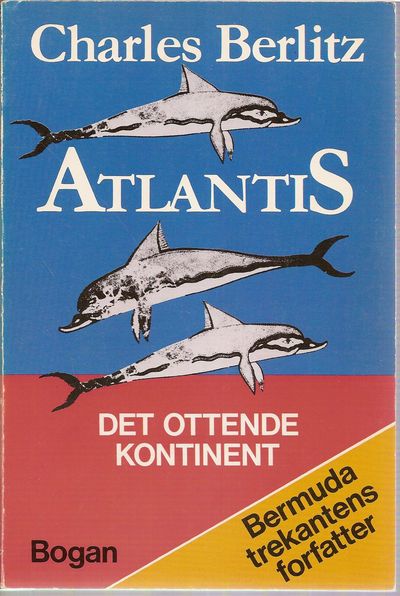 Charles Berlitz
ATLANTIS
DET OTTENDE
KONTINENT
Bermuda
trekantens
forfatter
Bogan